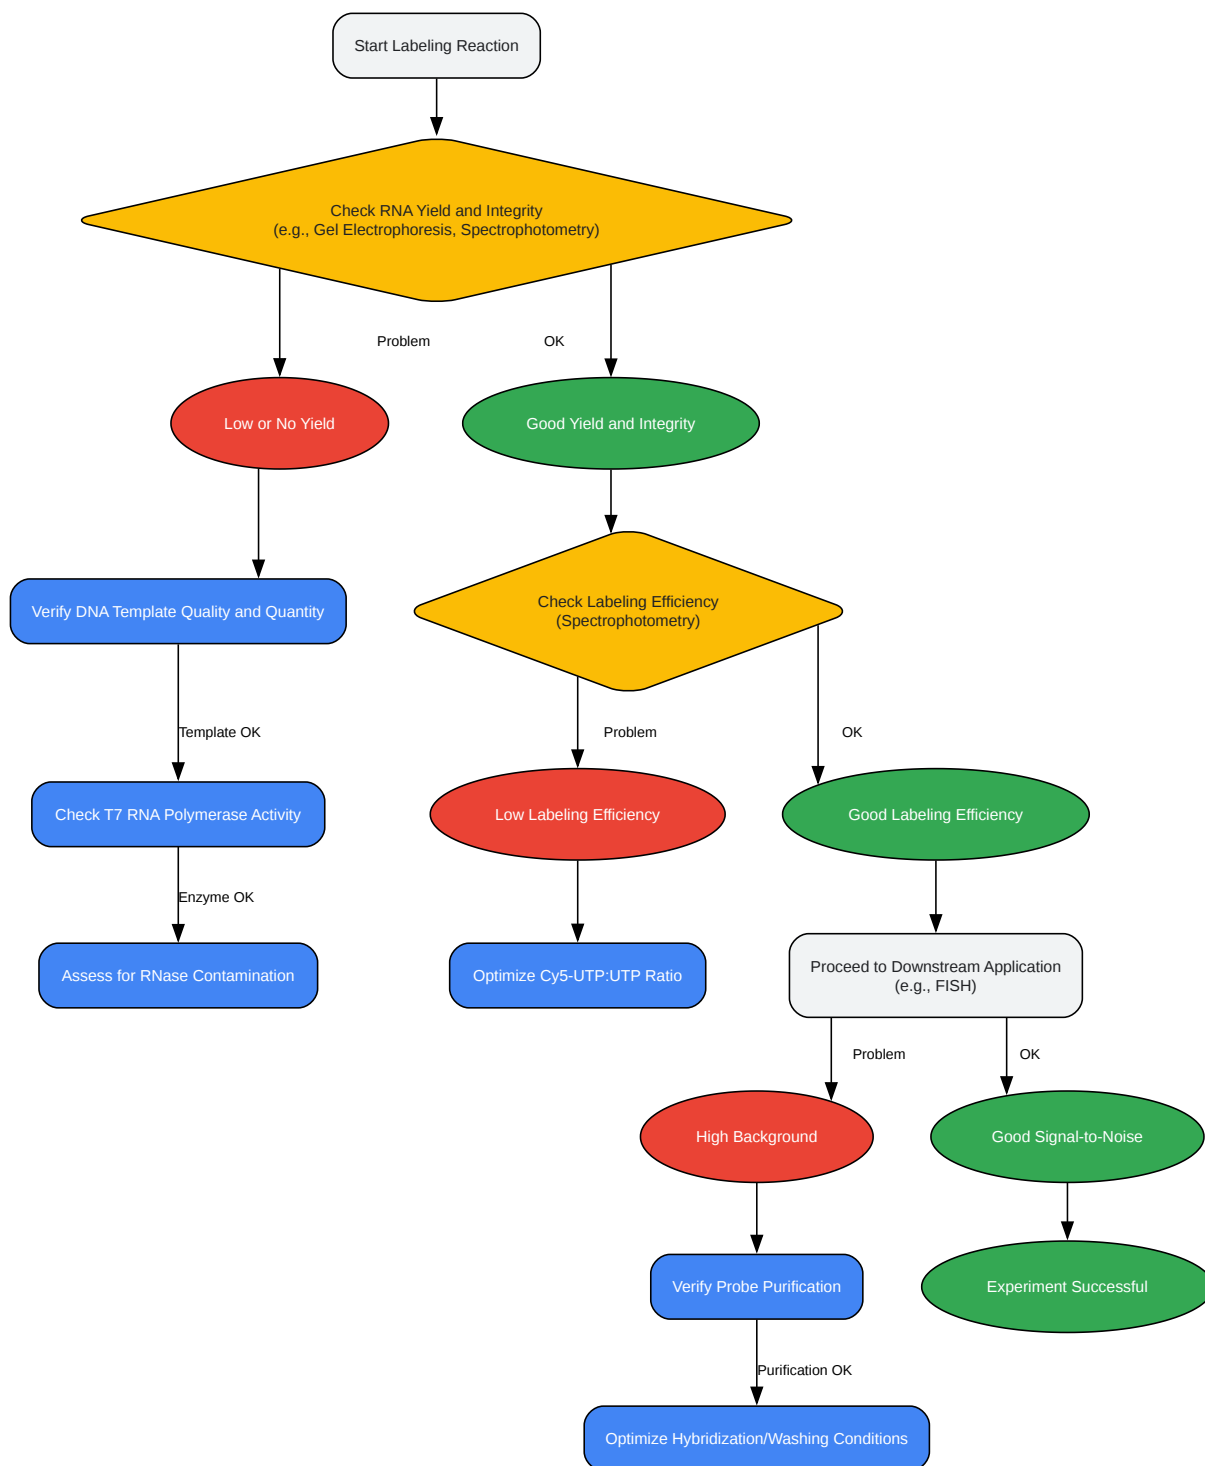 Start Labeling Reaction
Check RNA Yield and Integrity
(e.g., Gel Electrophoresis, Spectrophotometry)
Problem
OK
Low or No Yield
Good Yield and Integrity
Verify DNA Template Quality and Quantity
Check Labeling Efficiency
(Spectrophotometry)
Template OK
Problem
OK
Check T7 RNA Polymerase Activity
Low Labeling Efficiency
Good Labeling Efficiency
Enzyme OK
Assess for RNase Contamination
Optimize Cy5-UTP:UTP Ratio
Proceed to Downstream Application
(e.g., FISH)
Problem
OK
High Background
Good Signal-to-Noise
Verify Probe Purification
Experiment Successful
Purification OK
Optimize Hybridization/Washing Conditions